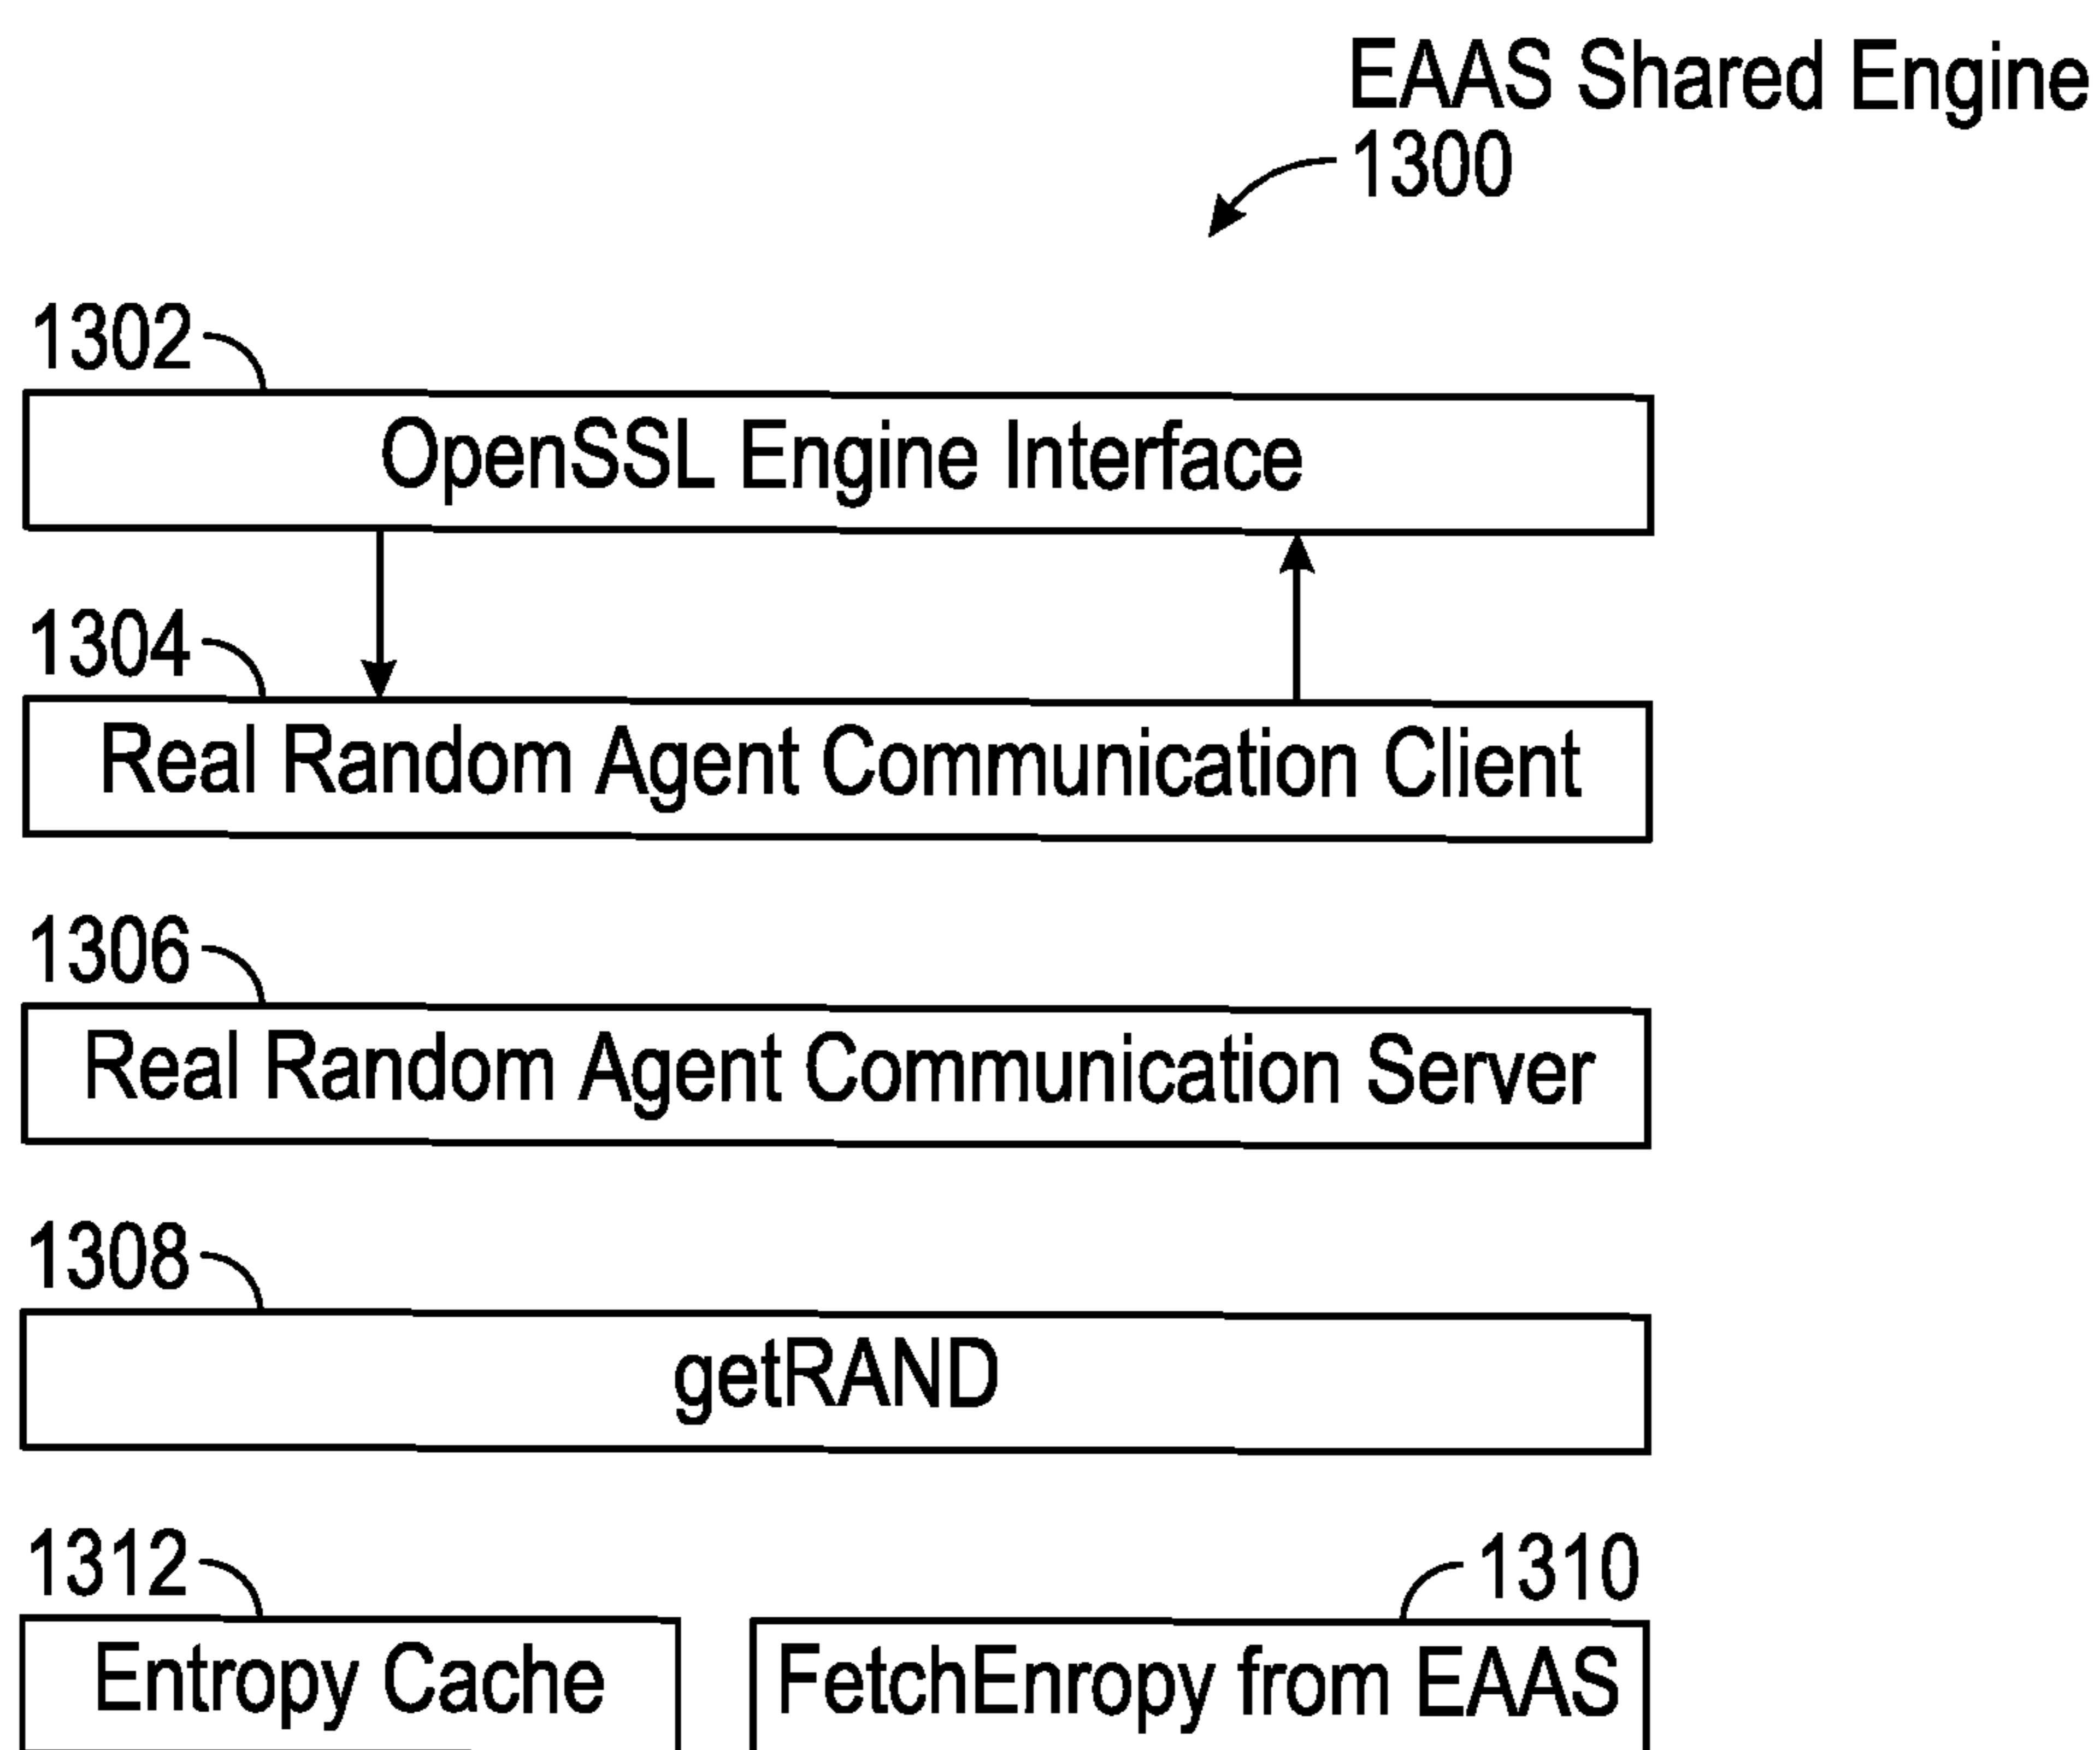 EAAS Shared Engine
1300
1302
OpenSSL Engine Interface
1304
Real Random Agent Communication Client
1306
Real Random Agent Communication Server
1308
getRAND
1312
1310
Entropy Cache
FetchEnropy from EAAS